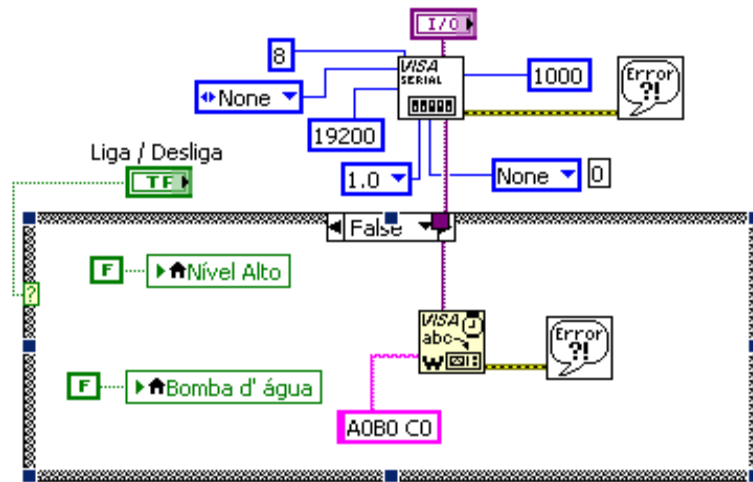 I/O
8
VISA
SERIAL
1000
Error
?!
None
19200
Liga / Desliga
TF
1.0
None
0
False
?
F
Nível Alto
VISA
abc
W
Error
?!
F
Bomba d' água
A0B0 C0